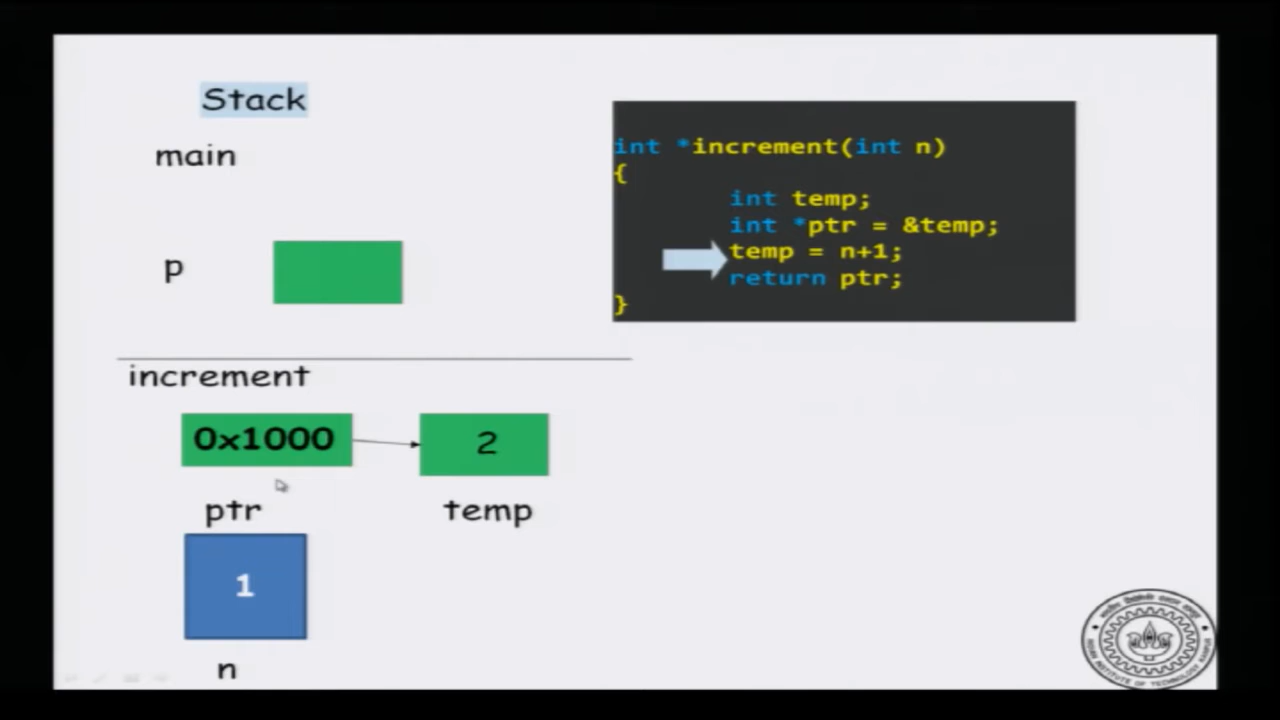 Stack
main
p
int *increment(int n)
{
int temp;
int *ptr = &temp;
temp = n+1;
return ptr;
}
increment
0x1000
2
ptr
temp
1
n